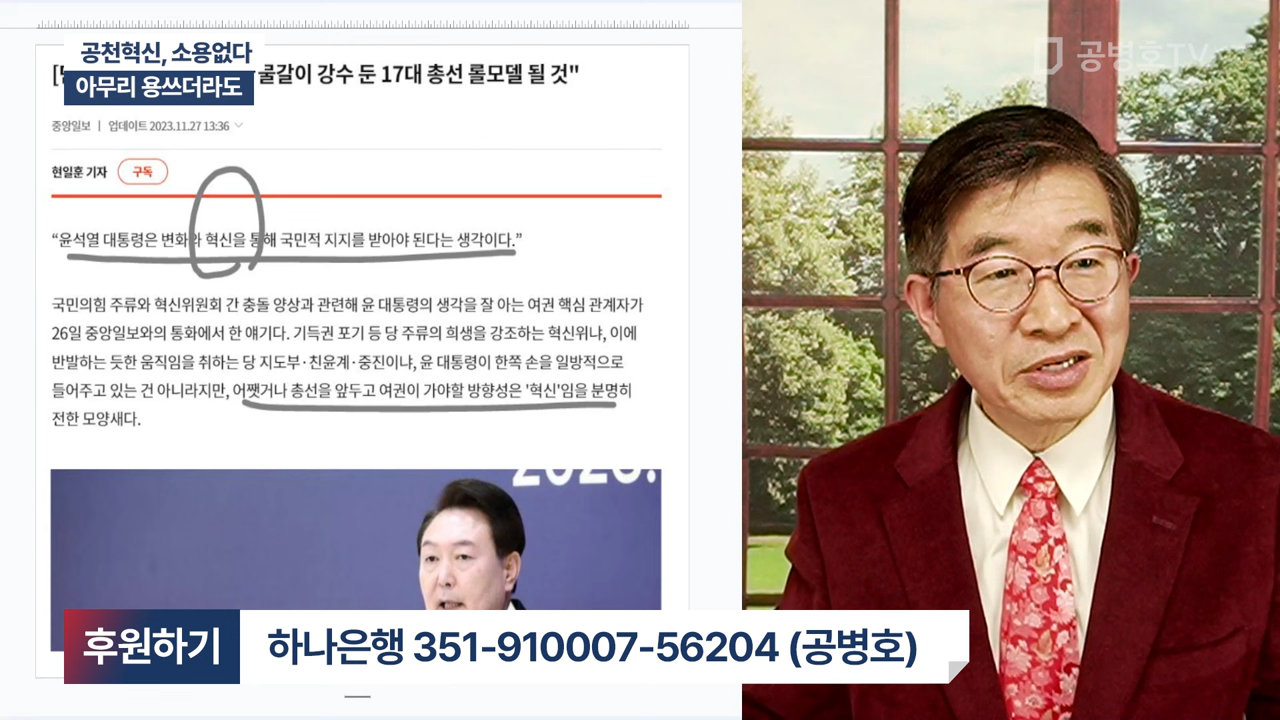 공천혁신, 소용없다
아무리 용쓰더라도
물갈이 강수 둔 17대 총선 롤모델 될 것"
중앙일보 | 업데이트 2023.11.27 13:36
현일훈 기자 구독
“윤석열 대통령은 변화와 혁신을 통해 국민적 지지를 받아야 된다는 생각이다.”
국민의힘 주류와 혁신위원회 간 충돌 양상과 관련해 윤 대통령의 생각을 잘 아는 여권 핵심 관계자가
26일 중앙일보와의 통화에서 한 얘기다. 기득권 포기 등 당 주류의 희생을 강조하는 혁신위냐, 이에
반발하는 듯한 움직임을 취하는 당 지도부·친윤계·중진이냐, 윤 대통령이 한쪽 손을 일방적으로
들어주고 있는 건 아니라지만, 어쨋거나 총선을 앞두고 여권이 가야할 방향성은 '혁신'임을 분명히
전한 모양새다.
공병호TV
후원하기
하나은행 351-910007-56204 (공병호)